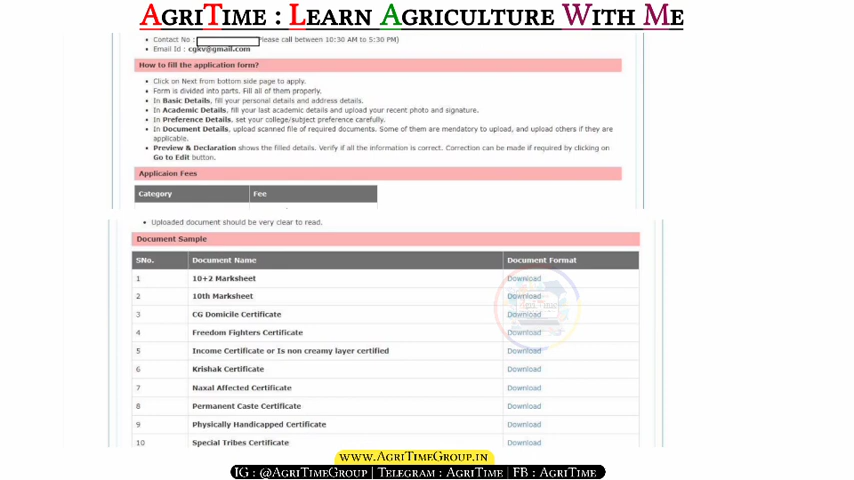 AgriTime : Learn Agriculture With Me
Contact No : Please call between 10:30 AM to 5:30 PM)
Email Id : cgkv@gmail.com
How to fill the application form?
Click on Next from bottom side page to apply.
Form is divided into parts. Fill all of them properly.
In Basic Details, fill your personal details and address details.
In Academic Details, fill your last academic details and upload your recent photo and signature.
In Preference Details, set your college/subject preference carefully.
In Document Details, upload scanned file of required documents. Some of them are mandatory to upload, and upload others if they are
applicable.
Preview & Declaration shows the filled details. Verify if all the information is correct. Correction can be made if required by clicking on
Go to Edit button.
Applicaion Fees
Category Fee
Uploaded document should be very clear to read.
Document Sample
SNo. Document Name Document Format
1 10+2 Marksheet Download
2 10th Marksheet Download
3 CG Domicile Certificate Download
4 Freedom Fighters Certificate Download
5 Income Certificate or Is non creamy layer certified Download
6 Krishak Certificate Download
7 Naxal Affected Certificate Download
8 Permanent Caste Certificate Download
9 Physically Handicapped Certificate Download
10 Special Tribes Certificate Download
www.AgriTimeGroup.in
IG : @AgriTimeGroup | Telegram : AgriTime | FB : AgriTime